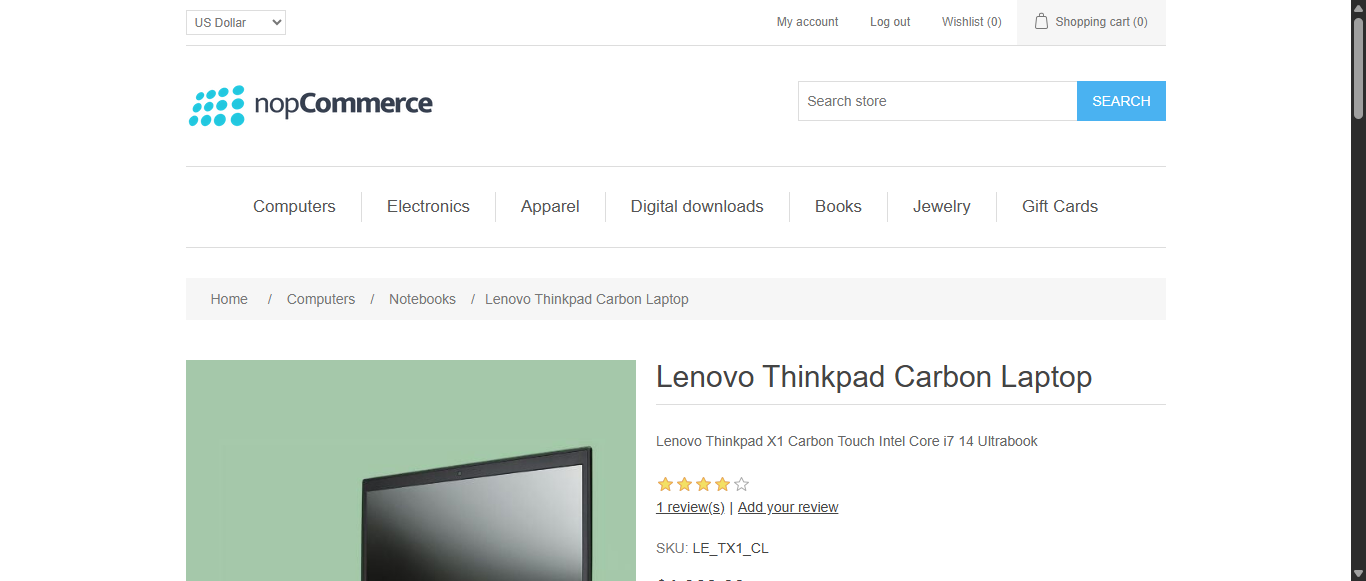 US Dollar
My account
Log out
Wishlist (0)
Shopping cart (0)
nopCommerce
Search store
SEARCH
Computers
Electronics
Apparel
Digital downloads
Books
Jewelry
Gift Cards
Home / Computers / Notebooks / Lenovo Thinkpad Carbon Laptop
Lenovo Thinkpad Carbon Laptop
Lenovo Thinkpad X1 Carbon Touch Intel Core i7 14 Ultrabook
1 review(s) | Add your review
SKU: LE_TX1_CL